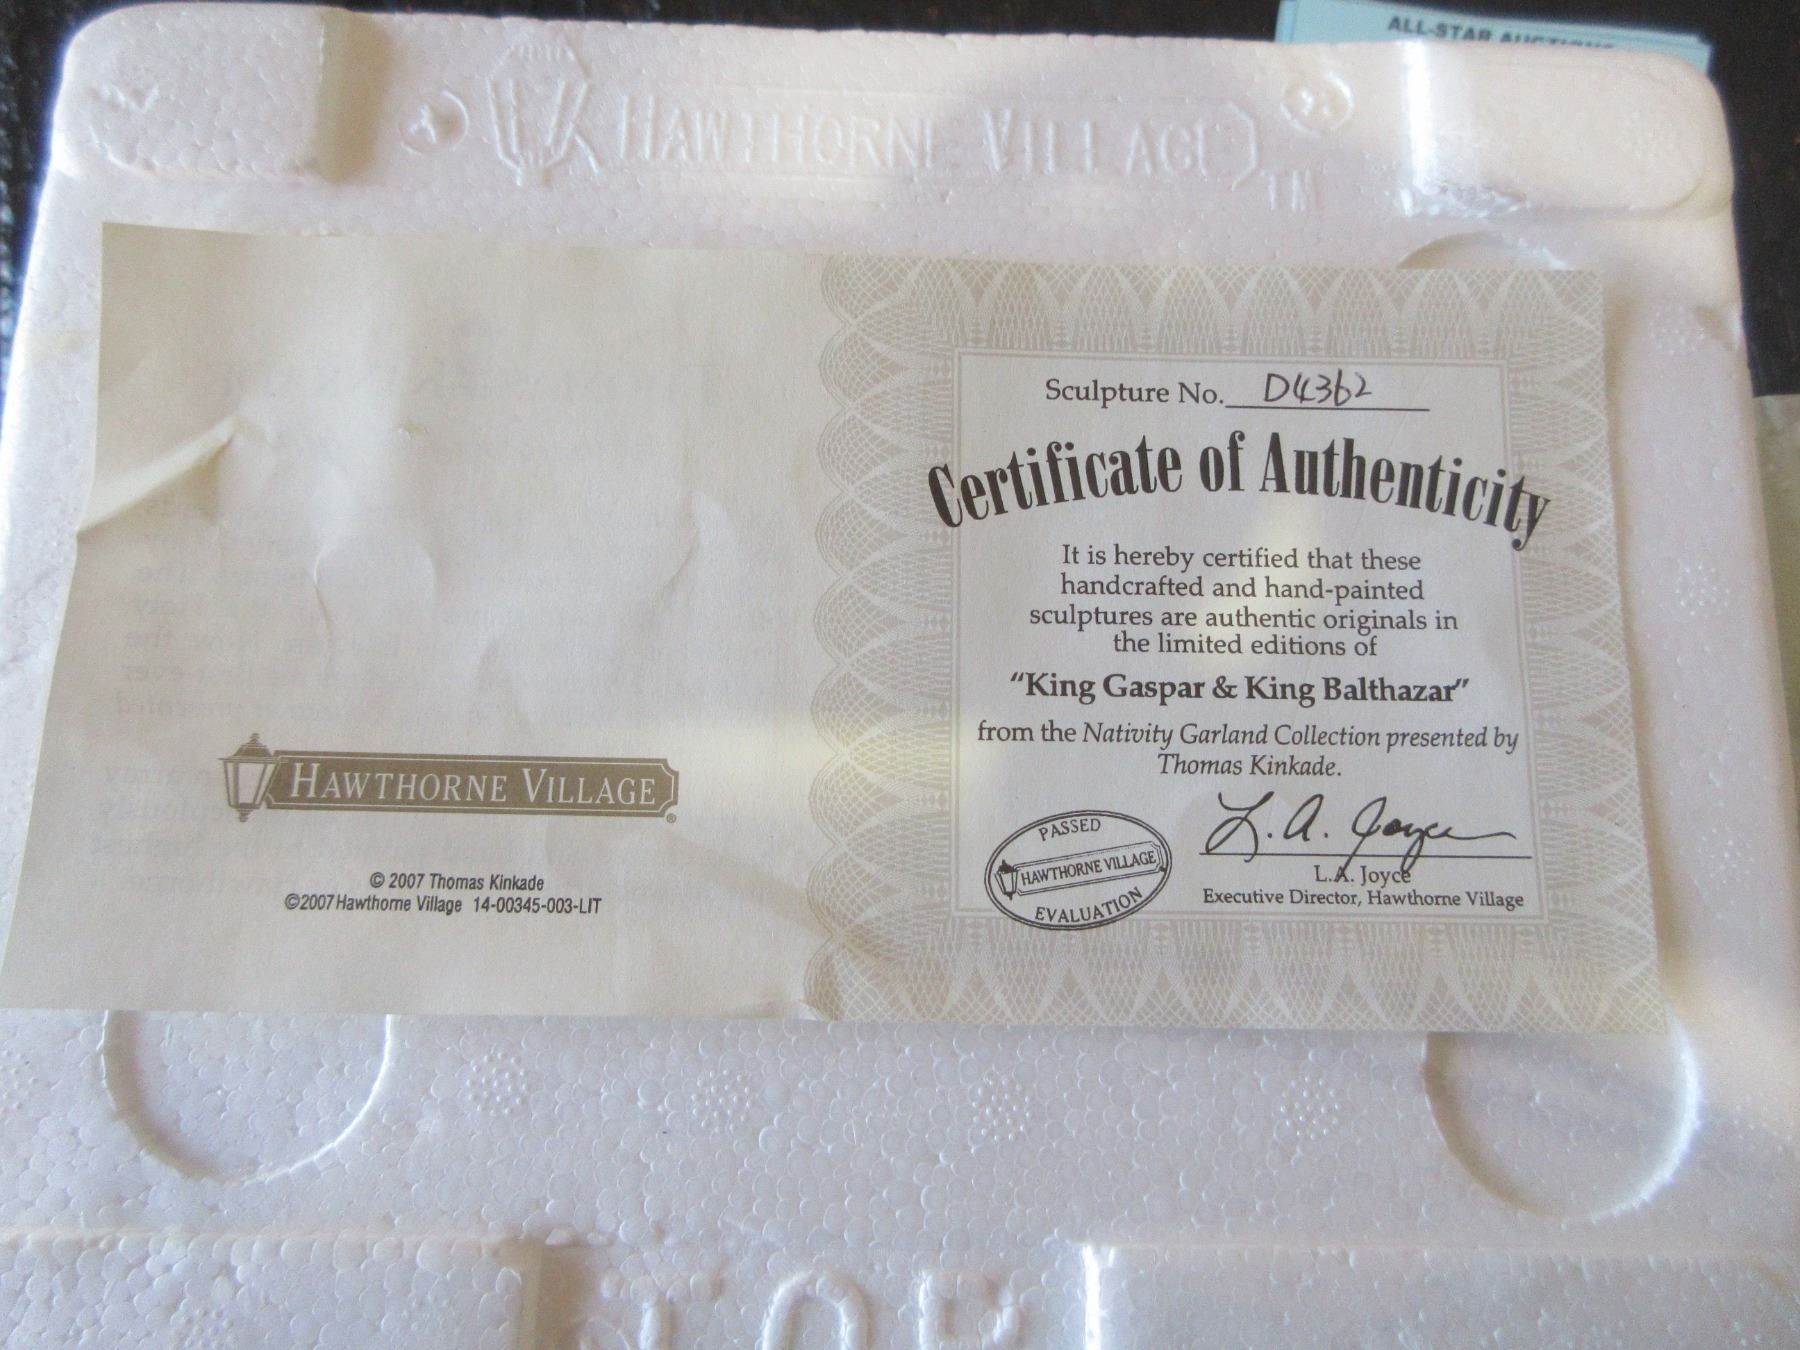 ALL-STAR AUCTIONS
HAWTHORNE VILLAGE TM
Sculpture No. D4362
Certificate of Authenticity
It is hereby certified that these
handcrafted and hand-painted
sculptures are authentic originals in
the limited editions of
"King Gaspar & King Balthazar"
from the Nativity Garland Collection presented by
Thomas Kinkade.
PASSED
HAWTHORNE VILLAGE
EVALUATION
L. A. Joyce
L.A. Joyce
Executive Director, Hawthorne Village
HAWTHORNE VILLAGE®
© 2007 Thomas Kinkade
©2007 Hawthorne Village 14-00345-003-LIT
TOP